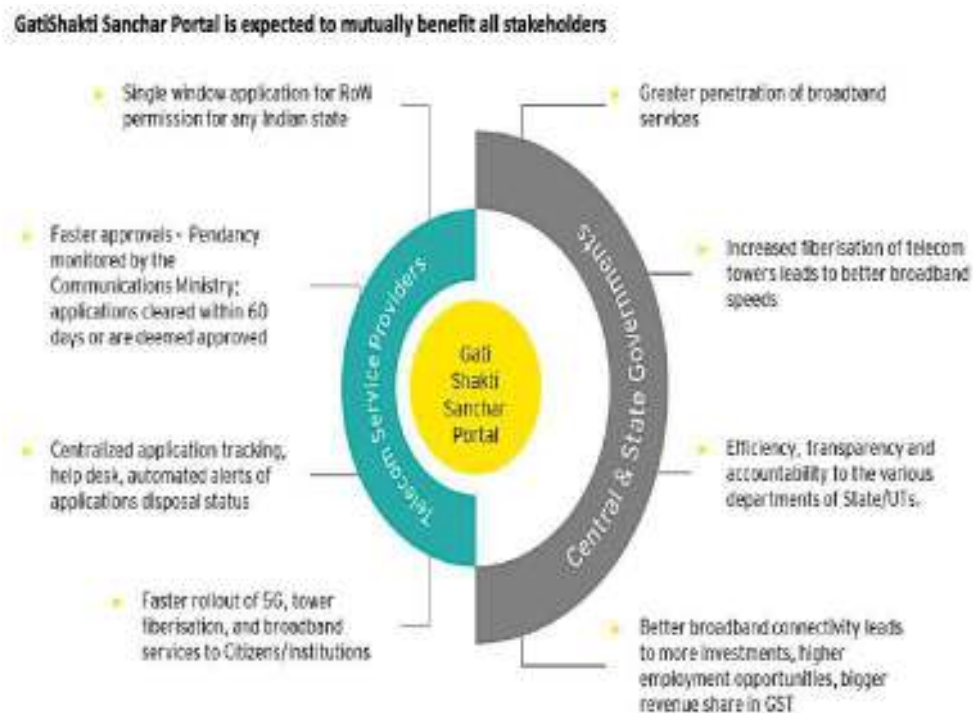 GatiShakti Sanchar Portal is expected to mutually benefit all stakeholders
Single window application for RoW
permission for any Indian state
Faster approvals - Pendancy
monitored by the
Communications Ministry;
applications cleared within 60
days or are deemed approved
Centralized application tracking,
help desk, automated alerts of
applications disposal status
Faster rollout of 5G, tower
fiberisation, and broadband
services to Citizens/Institutions
Telecom Service Providers
Gati
Shakti
Sanchar
Portal
Central & State Governments
Greater penetration of broadband
services
Increased fiberisation of telecom
towers leads to better broadband
speeds
Efficiency, transparency and
accountability to the various
departments of State/UTs.
Better broadband connectivity leads
to more investments, higher
employment opportunities, bigger
revenue share in GST